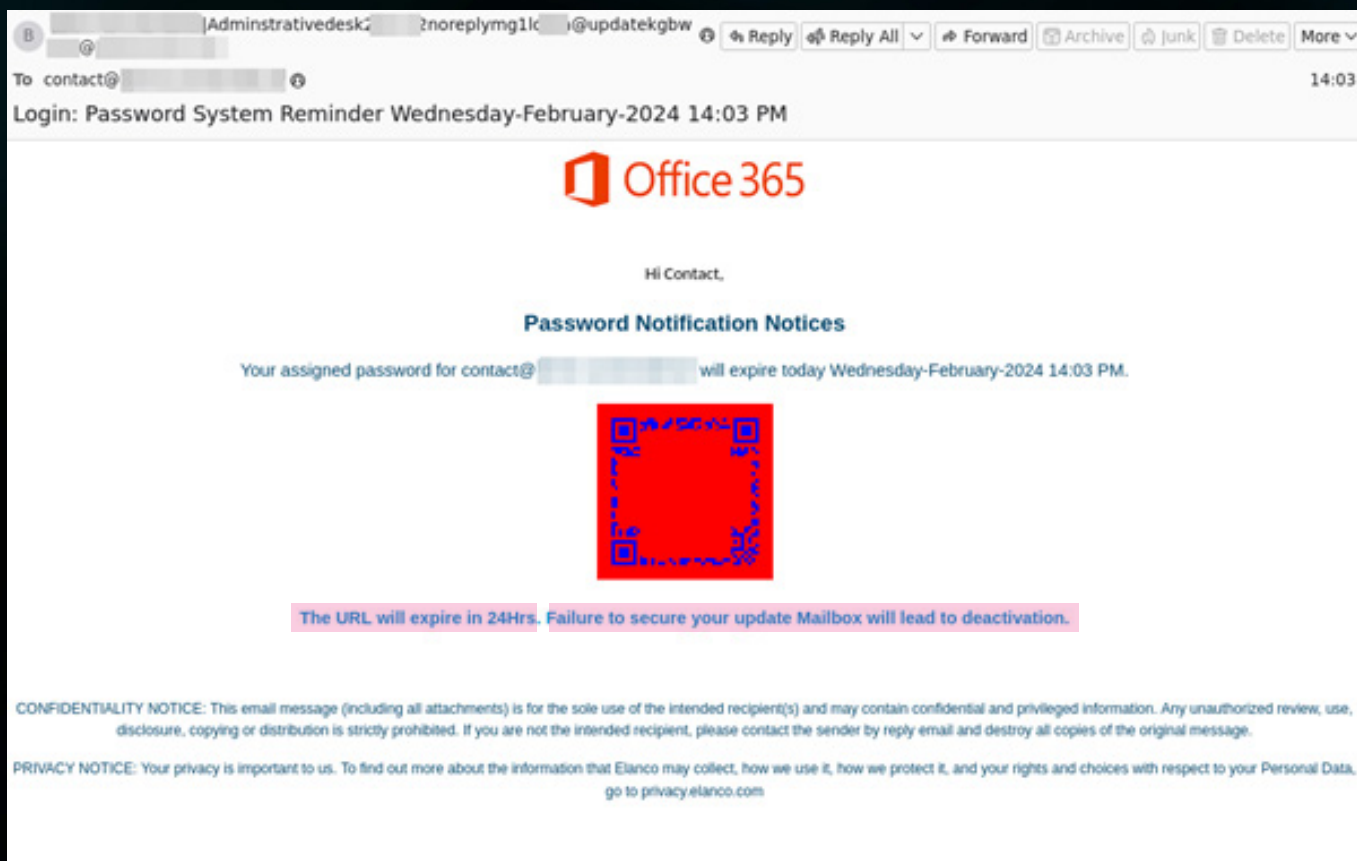 B
|Adminstrativedesk2 2noreplymg1lc @updatekgbw
@
Reply Reply All Forward Archive Junk Delete More
To contact@
14:03
Login: Password System Reminder Wednesday-February-2024 14:03 PM
Office 365
Hi Contact,
Password Notification Notices
Your assigned password for contact@ will expire today Wednesday-February-2024 14:03 PM.
The URL will expire in 24Hrs. Failure to secure your update Mailbox will lead to deactivation.
CONFIDENTIALITY NOTICE: This email message (including all attachments) is for the sole use of the intended recipient(s) and may contain confidential and privileged information. Any unauthorized review, use,
disclosure, copying or distribution is strictly prohibited. If you are not the intended recipient, please contact the sender by reply email and destroy all copies of the original message.
PRIVACY NOTICE: Your privacy is important to us. To find out more about the information that Elanco may collect, how we use it, how we protect it, and your rights and choices with respect to your Personal Data,
go to privacy.elanco.com